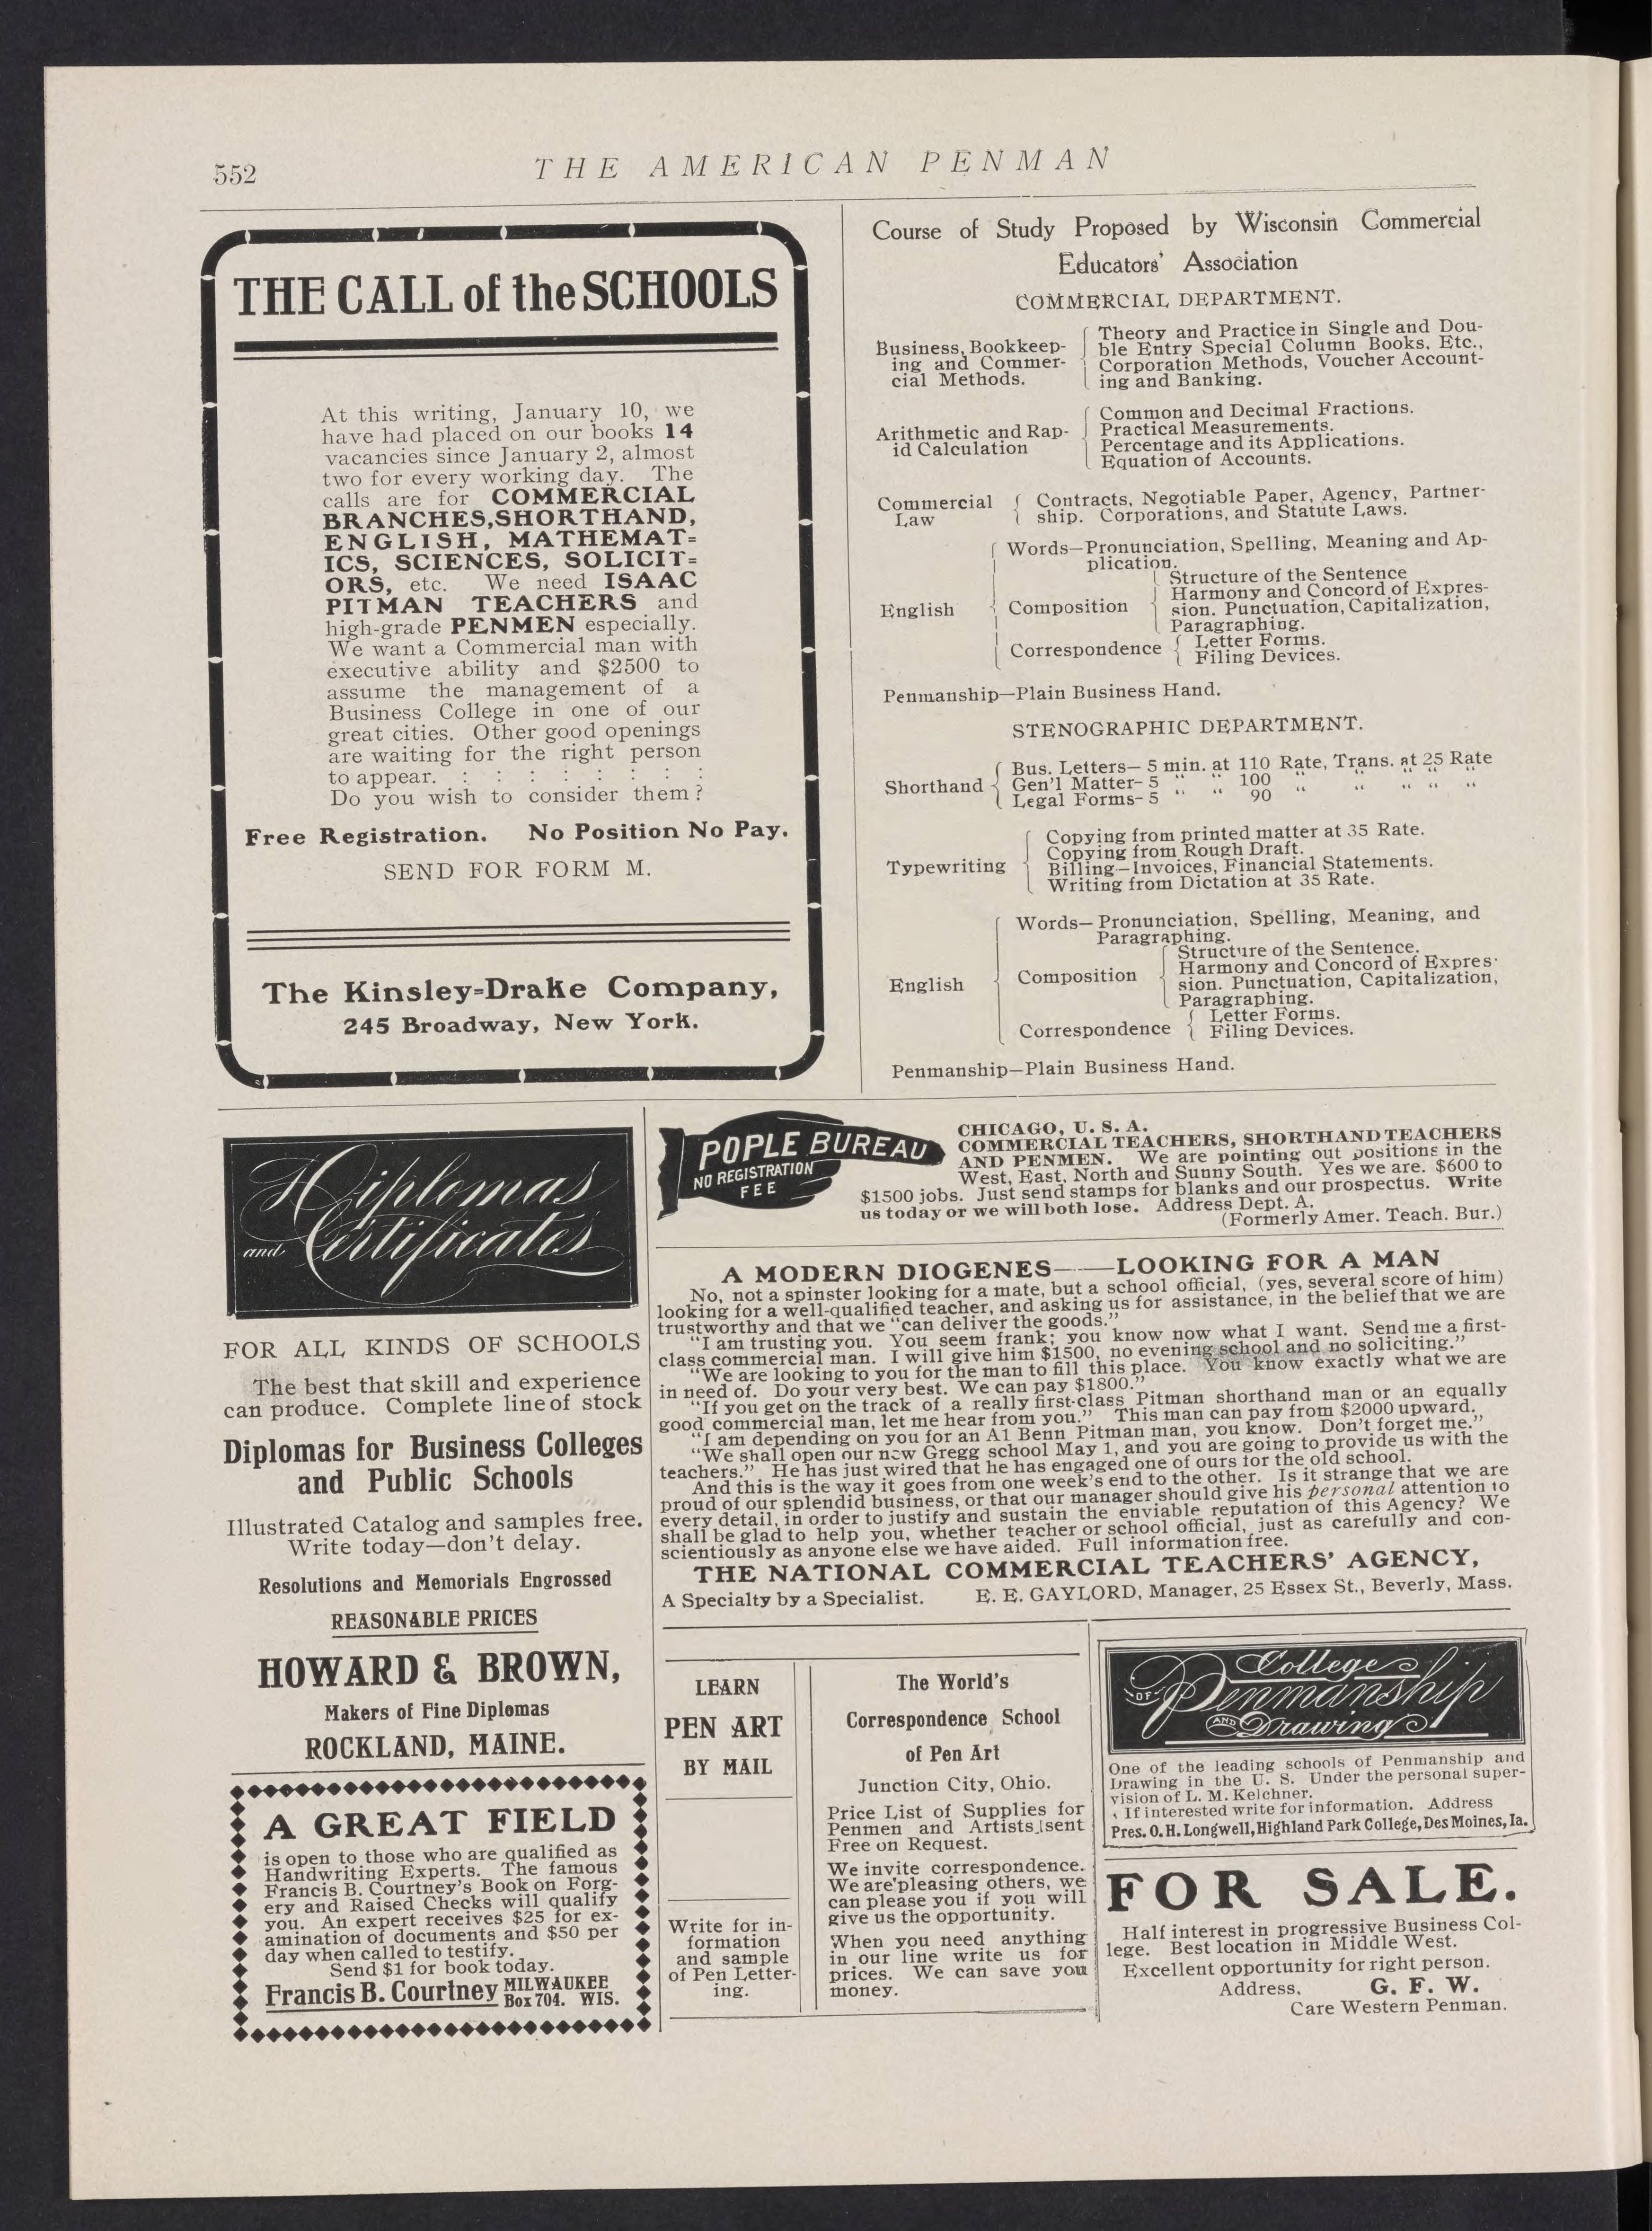 552
THE AMERICAN PENMAN
THE CALL of the SCHOOLS
At this writing, January 10, we
have had placed on our books 14
vacancies since January 2, almost
two for every working day. The
calls are for COMMERCIAL
BRANCHES, SHORTHAND,
ENGLISH, MATHEMAT=
ICS, SCIENCES, SOLICIT=
ORS, etc. We need ISAAC
PITMAN TEACHERS and
high-grade PENMEN especially.
We want a Commercial man with
executive ability and $2500 to
assume the management of a
Business College in one of our
great cities. Other good openings
are waiting for the right person
to appear. : : : : : : : :
Do you wish to consider them?
Free Registration. No Position No Pay.
SEND FOR FORM M.
The Kinsley=Drake Company,
245 Broadway, New York.
Course of Study Proposed by Wisconsin Commercial
Educators' Association
COMMERCIAL DEPARTMENT.
Business, Bookkeep-
ing and Commer-
cial Methods.
Theory and Practice in Single and Dou-
ble Entry Special Column Books, Etc.,
Corporation Methods, Voucher Account-
ing and Banking.
Arithmetic and Rap-
id Calculation
Common and Decimal Fractions.
Practical Measurements.
Percentage and its Applications.
Equation of Accounts.
Commercial
Law
Contracts, Negotiable Paper, Agency, Partner-
ship. Corporations, and Statute Laws.
English
Words—Pronunciation, Spelling, Meaning and Ap-
plication.
Composition
Structure of the Sentence
Harmony and Concord of Expres-
sion. Punctuation, Capitalization,
Paragraphing.
Correspondence
Letter Forms.
Filing Devices.
Penmanship—Plain Business Hand.
STENOGRAPHIC DEPARTMENT.
Shorthand
Bus. Letters— 5 min. at 110 Rate, Trans. at 25 Rate
Gen'l Matter- 5 " " 100 " " " " "
Legal Forms- 5 " " 90 " " " " "
Typewriting
Copying from printed matter at 35 Rate.
Copying from Rough Draft.
Billing—Invoices, Financial Statements.
Writing from Dictation at 35 Rate.
English
Words— Pronunciation, Spelling, Meaning, and
Paragraphing.
Composition
Structure of the Sentence.
Harmony and Concord of Expres-
sion. Punctuation, Capitalization,
Paragraphing.
Correspondence
Letter Forms.
Filing Devices.
Penmanship—Plain Business Hand.
Diplomas
and Certificates
FOR ALL KINDS OF SCHOOLS
The best that skill and experience
can produce. Complete line of stock
Diplomas for Business Colleges
and Public Schools
Illustrated Catalog and samples free.
Write today—don't delay.
Resolutions and Memorials Engrossed
REASONABLE PRICES
HOWARD & BROWN,
Makers of Fine Diplomas
ROCKLAND, MAINE.
A GREAT FIELD
is open to those who are qualified as
Handwriting Experts. The famous
Francis B. Courtney's Book on Forg-
ery and Raised Checks will qualify
you. An expert receives $25 for ex-
amination of documents and $50 per
day when called to testify.
Send $1 for book today.
Francis B. Courtney MILWAUKEE
Box 704. WIS.
POPLE BUREAU
NO REGISTRATION
FEE
CHICAGO, U. S. A.
COMMERCIAL TEACHERS, SHORTHAND TEACHERS
AND PENMEN. We are pointing out positions in the
West, East, North and Sunny South. Yes we are. $600 to
$1500 jobs. Just send stamps for blanks and our prospectus. Write
us today or we will both lose. Address Dept. A.
(Formerly Amer. Teach. Bur.)
A MODERN DIOGENES——LOOKING FOR A MAN
No, not a spinster looking for a mate, but a school official, (yes, several score of him)
looking for a well-qualified teacher, and asking us for assistance, in the belief that we are
trustworthy and that we "can deliver the goods."
"I am trusting you. You seem frank; you know now what I want. Send me a first-
class commercial man. I will give him $1500, no evening school and no soliciting."
"We are looking to you for the man to fill this place. You know exactly what we are
in need of. Do your very best. We can pay $1800."
"If you get on the track of a really first-class Pitman shorthand man or an equally
good commercial man, let me hear from you." This man can pay from $2000 upward.
"I am depending on you for an A1 Benn Pitman man, you know. Don't forget me."
"We shall open our new Gregg school May 1, and you are going to provide us with the
teachers." He has just wired that he has engaged one of ours for the old school.
And this is the way it goes from one week's end to the other. Is it strange that we are
proud of our splendid business, or that our manager should give his personal attention to
every detail, in order to justify and sustain the enviable reputation of this Agency? We
shall be glad to help you, whether teacher or school official, just as carefully and con-
scientiously as anyone else we have aided. Full information free.
THE NATIONAL COMMERCIAL TEACHERS' AGENCY,
A Specialty by a Specialist. E. E. GAYLORD, Manager, 25 Essex St., Beverly, Mass.
LEARN
PEN ART
BY MAIL
Write for in-
formation
and sample
of Pen Letter-
ing.
The World's
Correspondence School
of Pen Art
Junction City, Ohio.
Price List of Supplies for
Penmen and Artists sent
Free on Request.
We invite correspondence.
We are pleasing others, we
can please you if you will
give us the opportunity.
When you need anything
in our line write us for
prices. We can save you
money.
College
OF Penmanship
AND Drawing
One of the leading schools of Penmanship and
Drawing in the U. S. Under the personal super-
vision of L. M. Kelchner.
If interested write for information. Address
Pres. O. H. Longwell, Highland Park College, Des Moines, Ia.
FOR SALE.
Half interest in progressive Business Col-
lege. Best location in Middle West.
Excellent opportunity for right person.
Address, G. F. W.
Care Western Penman.